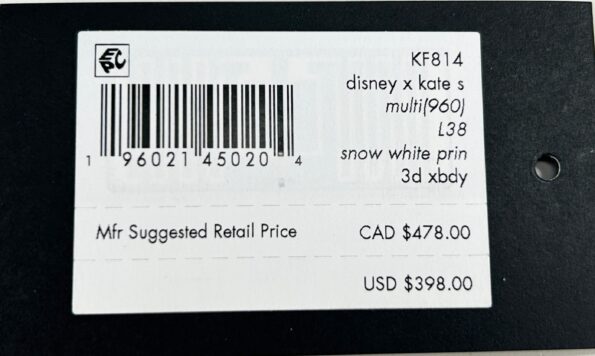 EPC
KF814
disney x kate s
multi(960)
L38
snow white prin
3d xbdy
1 96021 45020 4
Mfr Suggested Retail Price CAD $478.00
USD $398.00